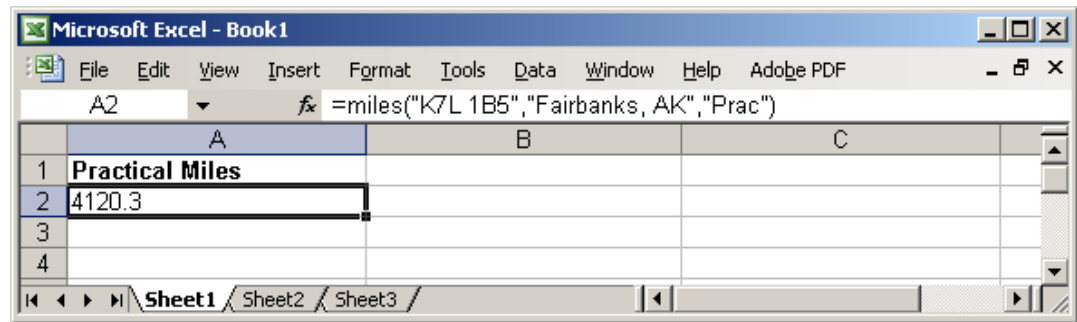 Microsoft Excel - Book1
File Edit View Insert Format Tools Data Window Help Adobe PDF
A2 fx =miles("K7L 1B5","Fairbanks, AK","Prac")
A B C
1 Practical Miles
2 4120.3
3
4
Sheet1 Sheet2 Sheet3